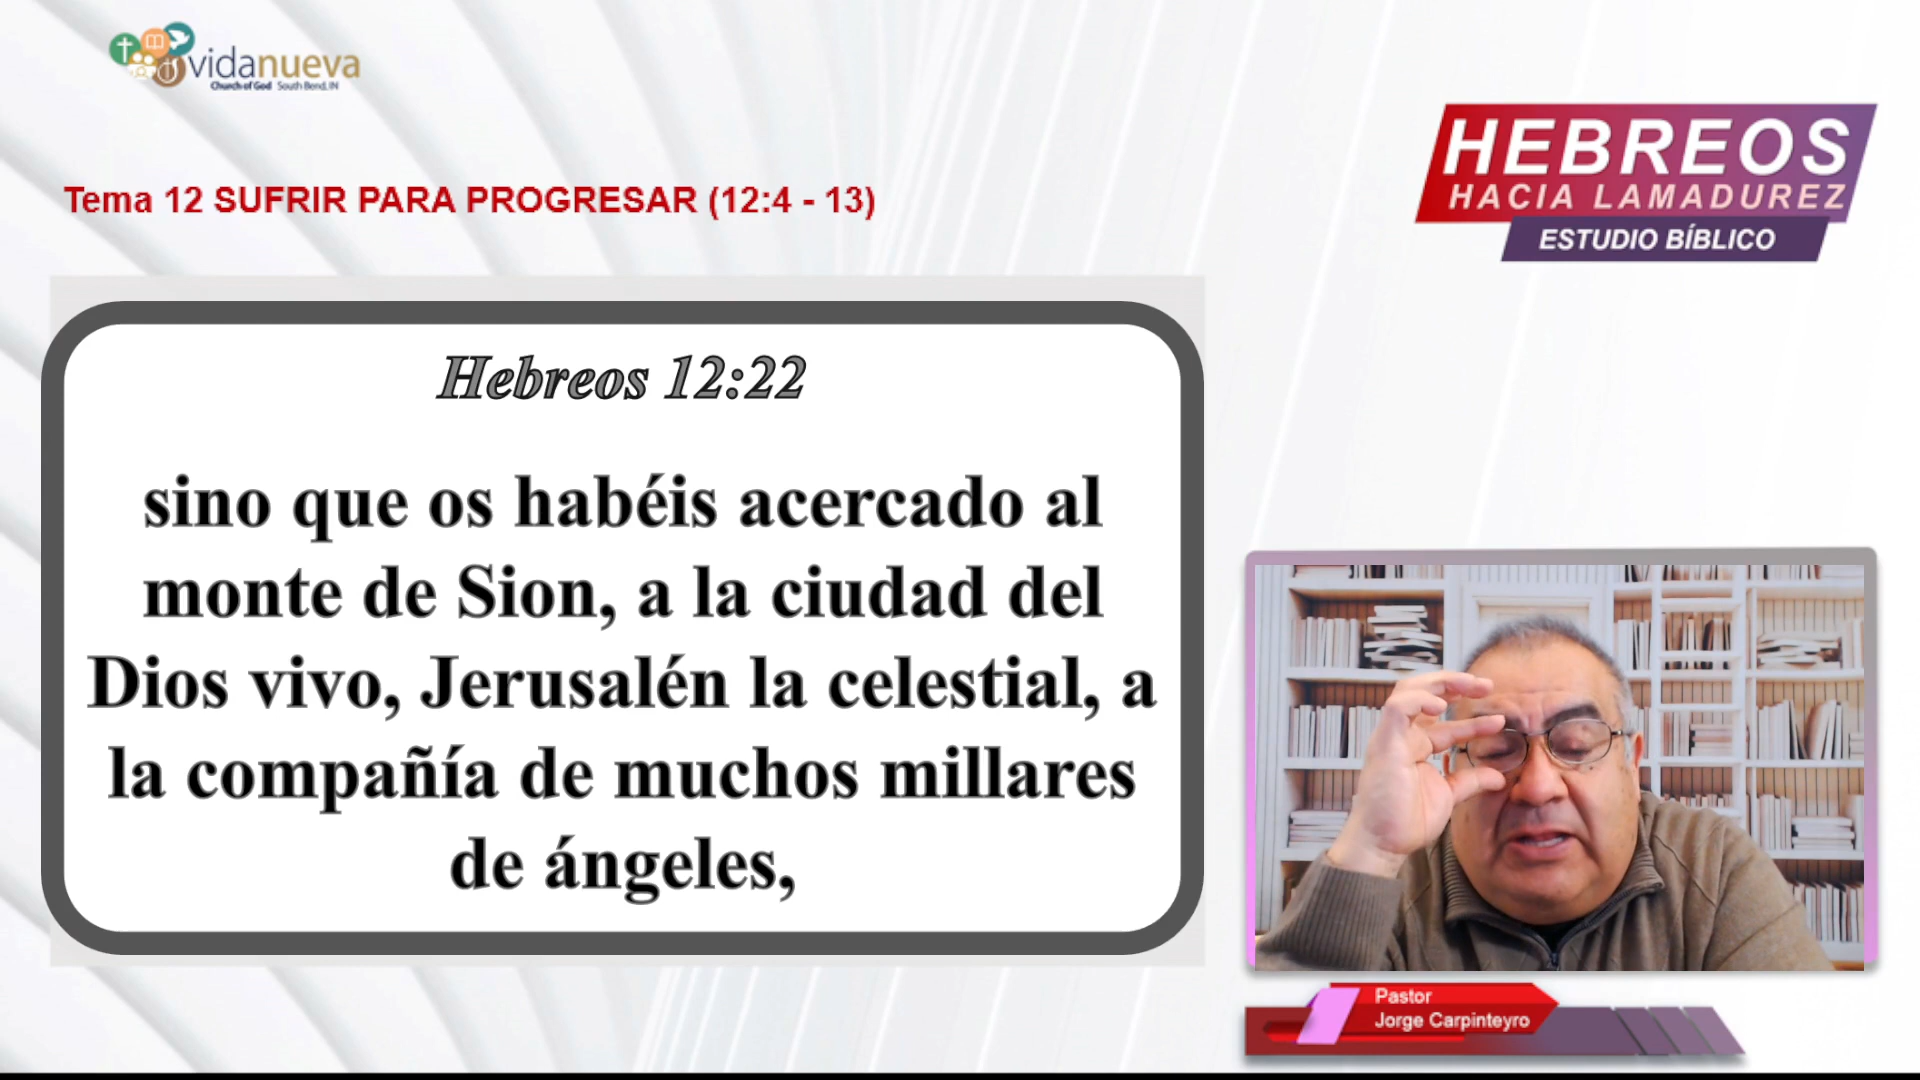 vidanueva
Church of God South Bend, IN
HEBREOS
HACIA LAMADUREZ
ESTUDIO BÍBLICO
Tema 12 SUFRIR PARA PROGRESAR (12:4 - 13)
Hebreos 12:22
sino que os habéis acercado al
monte de Sion, a la ciudad del
Dios vivo, Jerusalén la celestial, a
la compañía de muchos millares
de ángeles,
Pastor
Jorge Carpinteyro